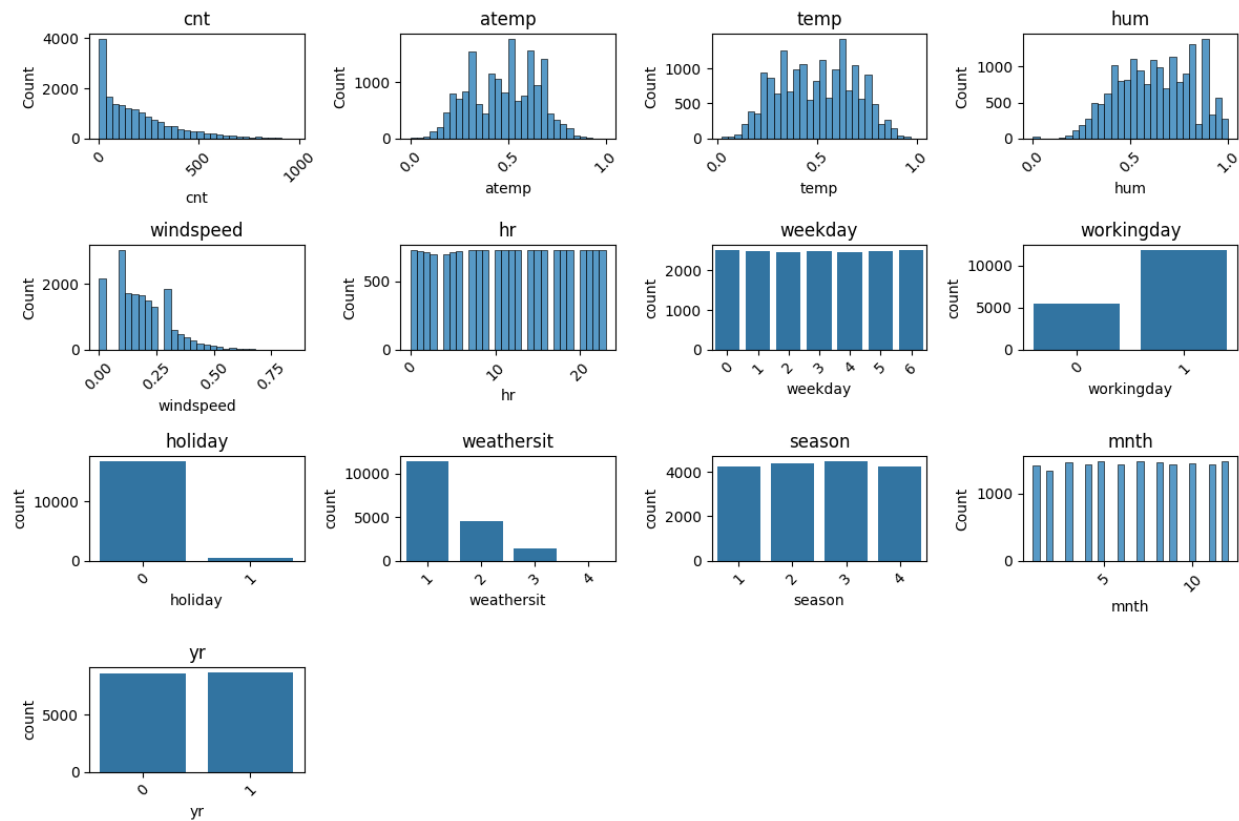 cnt
atemp
temp
hum
4000
2000
0
Count
0
500
1000
cnt
1000
0
Count
0.0
0.5
1.0
atemp
1000
500
0
Count
0.0
0.5
1.0
temp
1000
500
0
Count
0.0
0.5
1.0
hum
windspeed
hr
weekday
workingday
2000
0
Count
0.00
0.25
0.50
0.75
windspeed
500
0
Count
0
10
20
hr
2000
1000
0
count
0
1
2
3
4
5
6
weekday
10000
5000
0
count
0
1
workingday
holiday
weathersit
season
mnth
10000
0
count
0
1
holiday
10000
5000
0
count
1
2
3
4
weathersit
4000
2000
0
count
1
2
3
4
season
1000
0
Count
5
10
mnth
yr
5000
0
count
0
1
yr